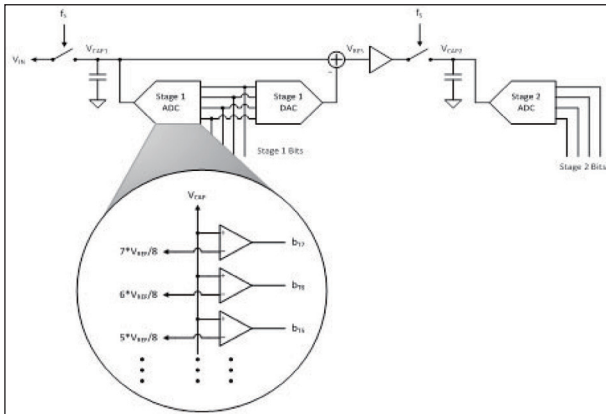 fs
fs
VIN
VCAP1
VRES
VCAP2
Stage 1
ADC
Stage 1
DAC
Stage 2
ADC
Stage 1 Bits
Stage 2 Bits
VCAP
7*VREF/8
bT7
6*VREF/8
bT6
5*VREF/8
bT5